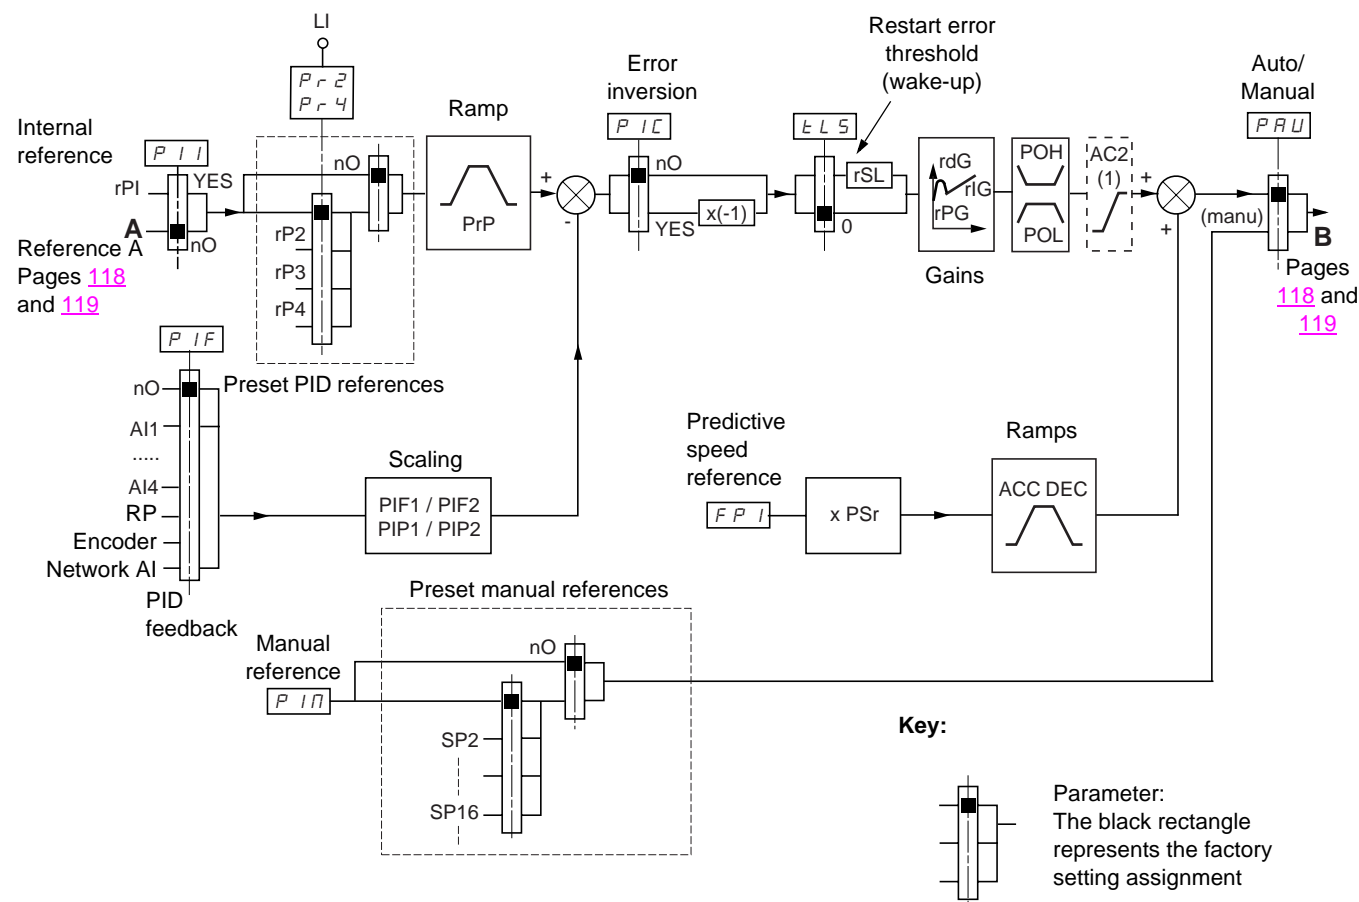 LI
Pr2
Pr4
Restart error
threshold
(wake-up)
Error
inversion
Auto/
Manual
Ramp
PIC
tLS
PAU
Internal
reference
PII
rPI
YES
nO
A
Reference A
Pages 118
and 119
nO
rP2
rP3
rP4
Preset PID references
PrP
+
-
nO
YES
x(-1)
rSL
0
rdG
rIG
rPG
Gains
POH
POL
AC2
(1)
+
+
(manu)
B
Pages
118 and
119
PIF
nO
AI1
.....
AI4
RP
Encoder
Network AI
PID
feedback
Scaling
PIF1 / PIF2
PIP1 / PIP2
Predictive
speed
reference
FPI
x PSr
Ramps
ACC DEC
Preset manual references
Manual
reference
PIM
nO
SP2
SP16
Key:
Parameter:
The black rectangle
represents the factory
setting assignment